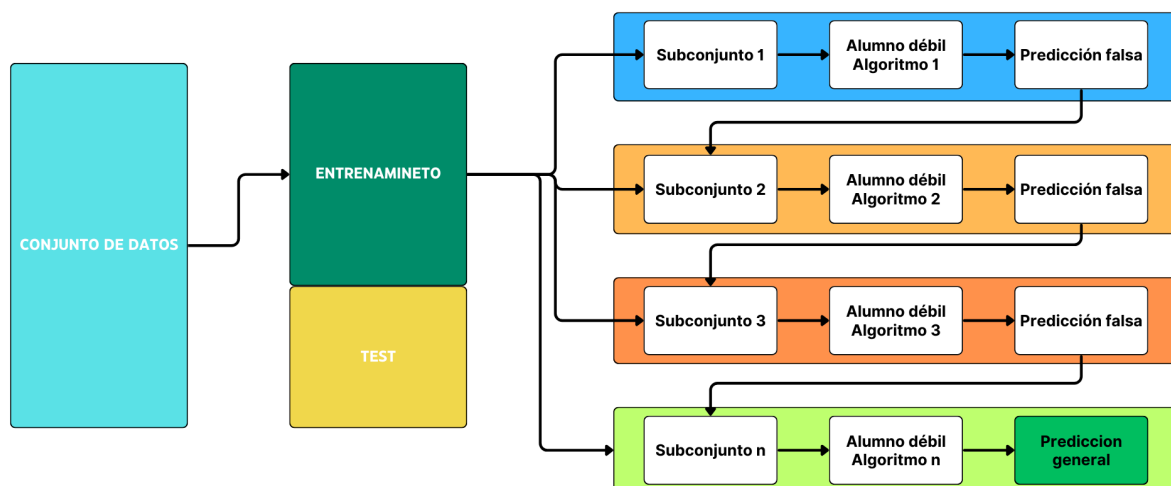 CONJUNTO DE DATOS
ENTRENAMINETO
TEST
Subconjunto 1
Alumno débil
Algoritmo 1
Predicción falsa
Subconjunto 2
Alumno débil
Algoritmo 2
Predicción falsa
Subconjunto 3
Alumno débil
Algoritmo 3
Predicción falsa
Subconjunto n
Alumno débil
Algoritmo n
Prediccion
general